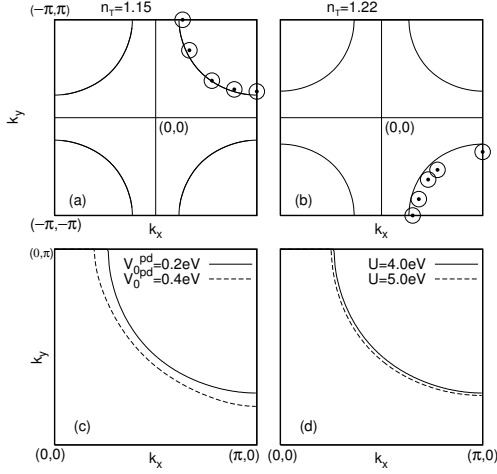 (-π,π) n_T=1.15 n_T=1.22
k_y
(0,0) (0,0)
(a) (b)
(-π,-π) k_x k_x
(0,π)
V_0^pd=0.2eV U=4.0eV
V_0^pd=0.4eV U=5.0eV
k_y
(c) (d)
(0,0) k_x (π,0) (0,0) k_x (π,0)